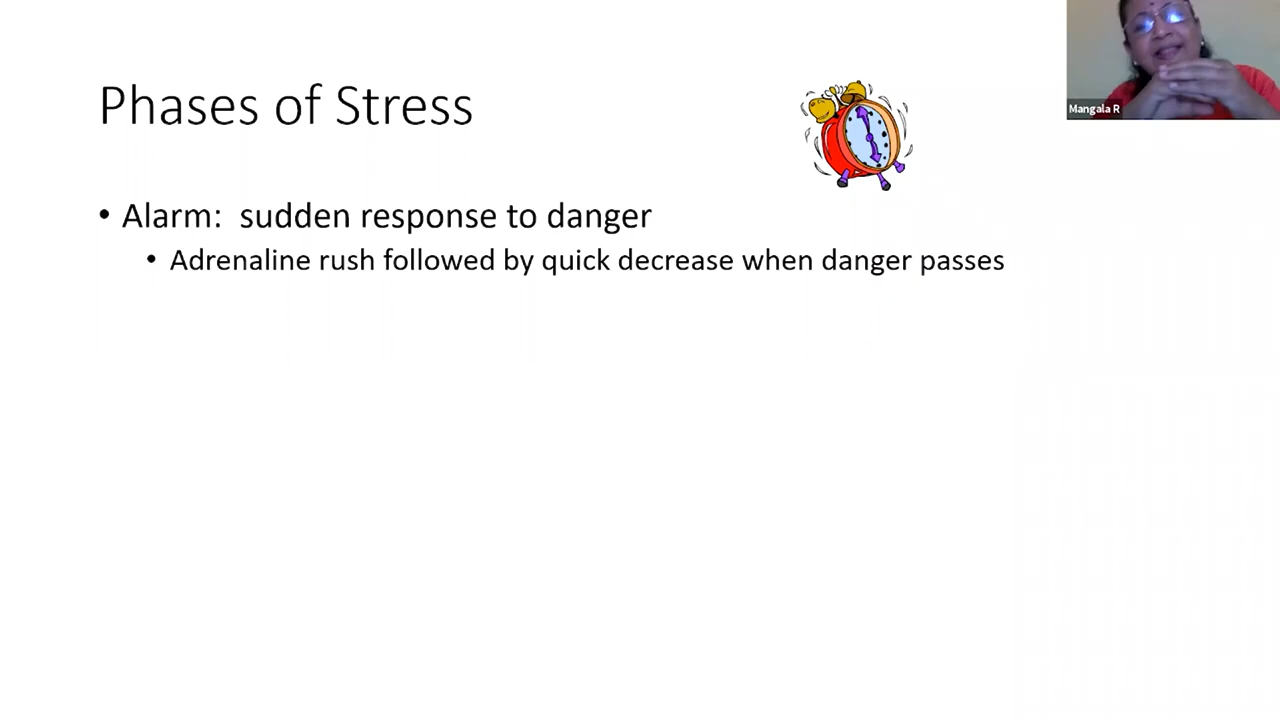 Phases of Stress
Mangala R
• Alarm:  sudden response to danger
• Adrenaline rush followed by quick decrease when danger passes